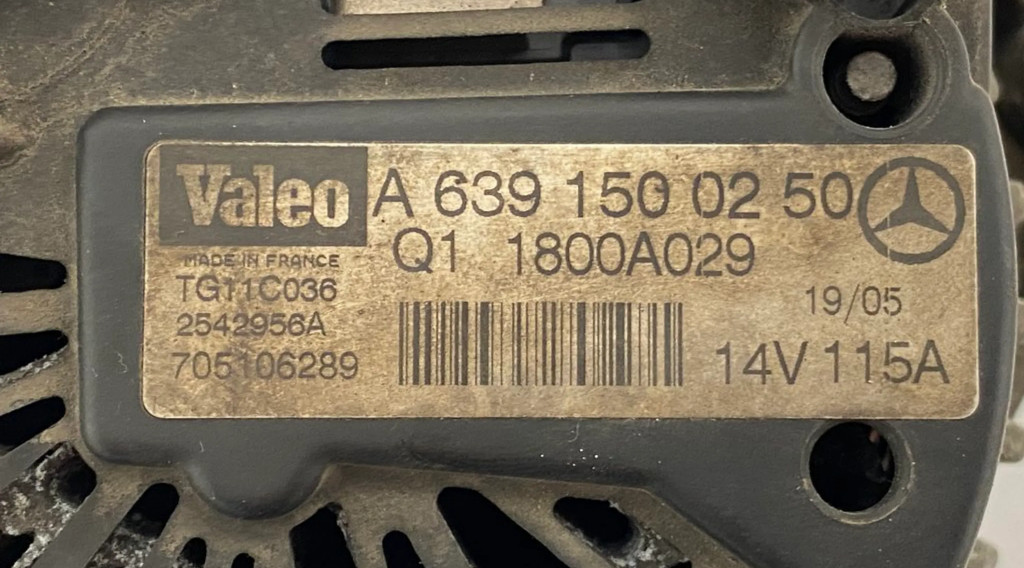 Valeo
A 639 150 02 50
Q1 1800A029
MADE IN FRANCE
TG11C036
2542956A
705106289
19/05
14V 115A